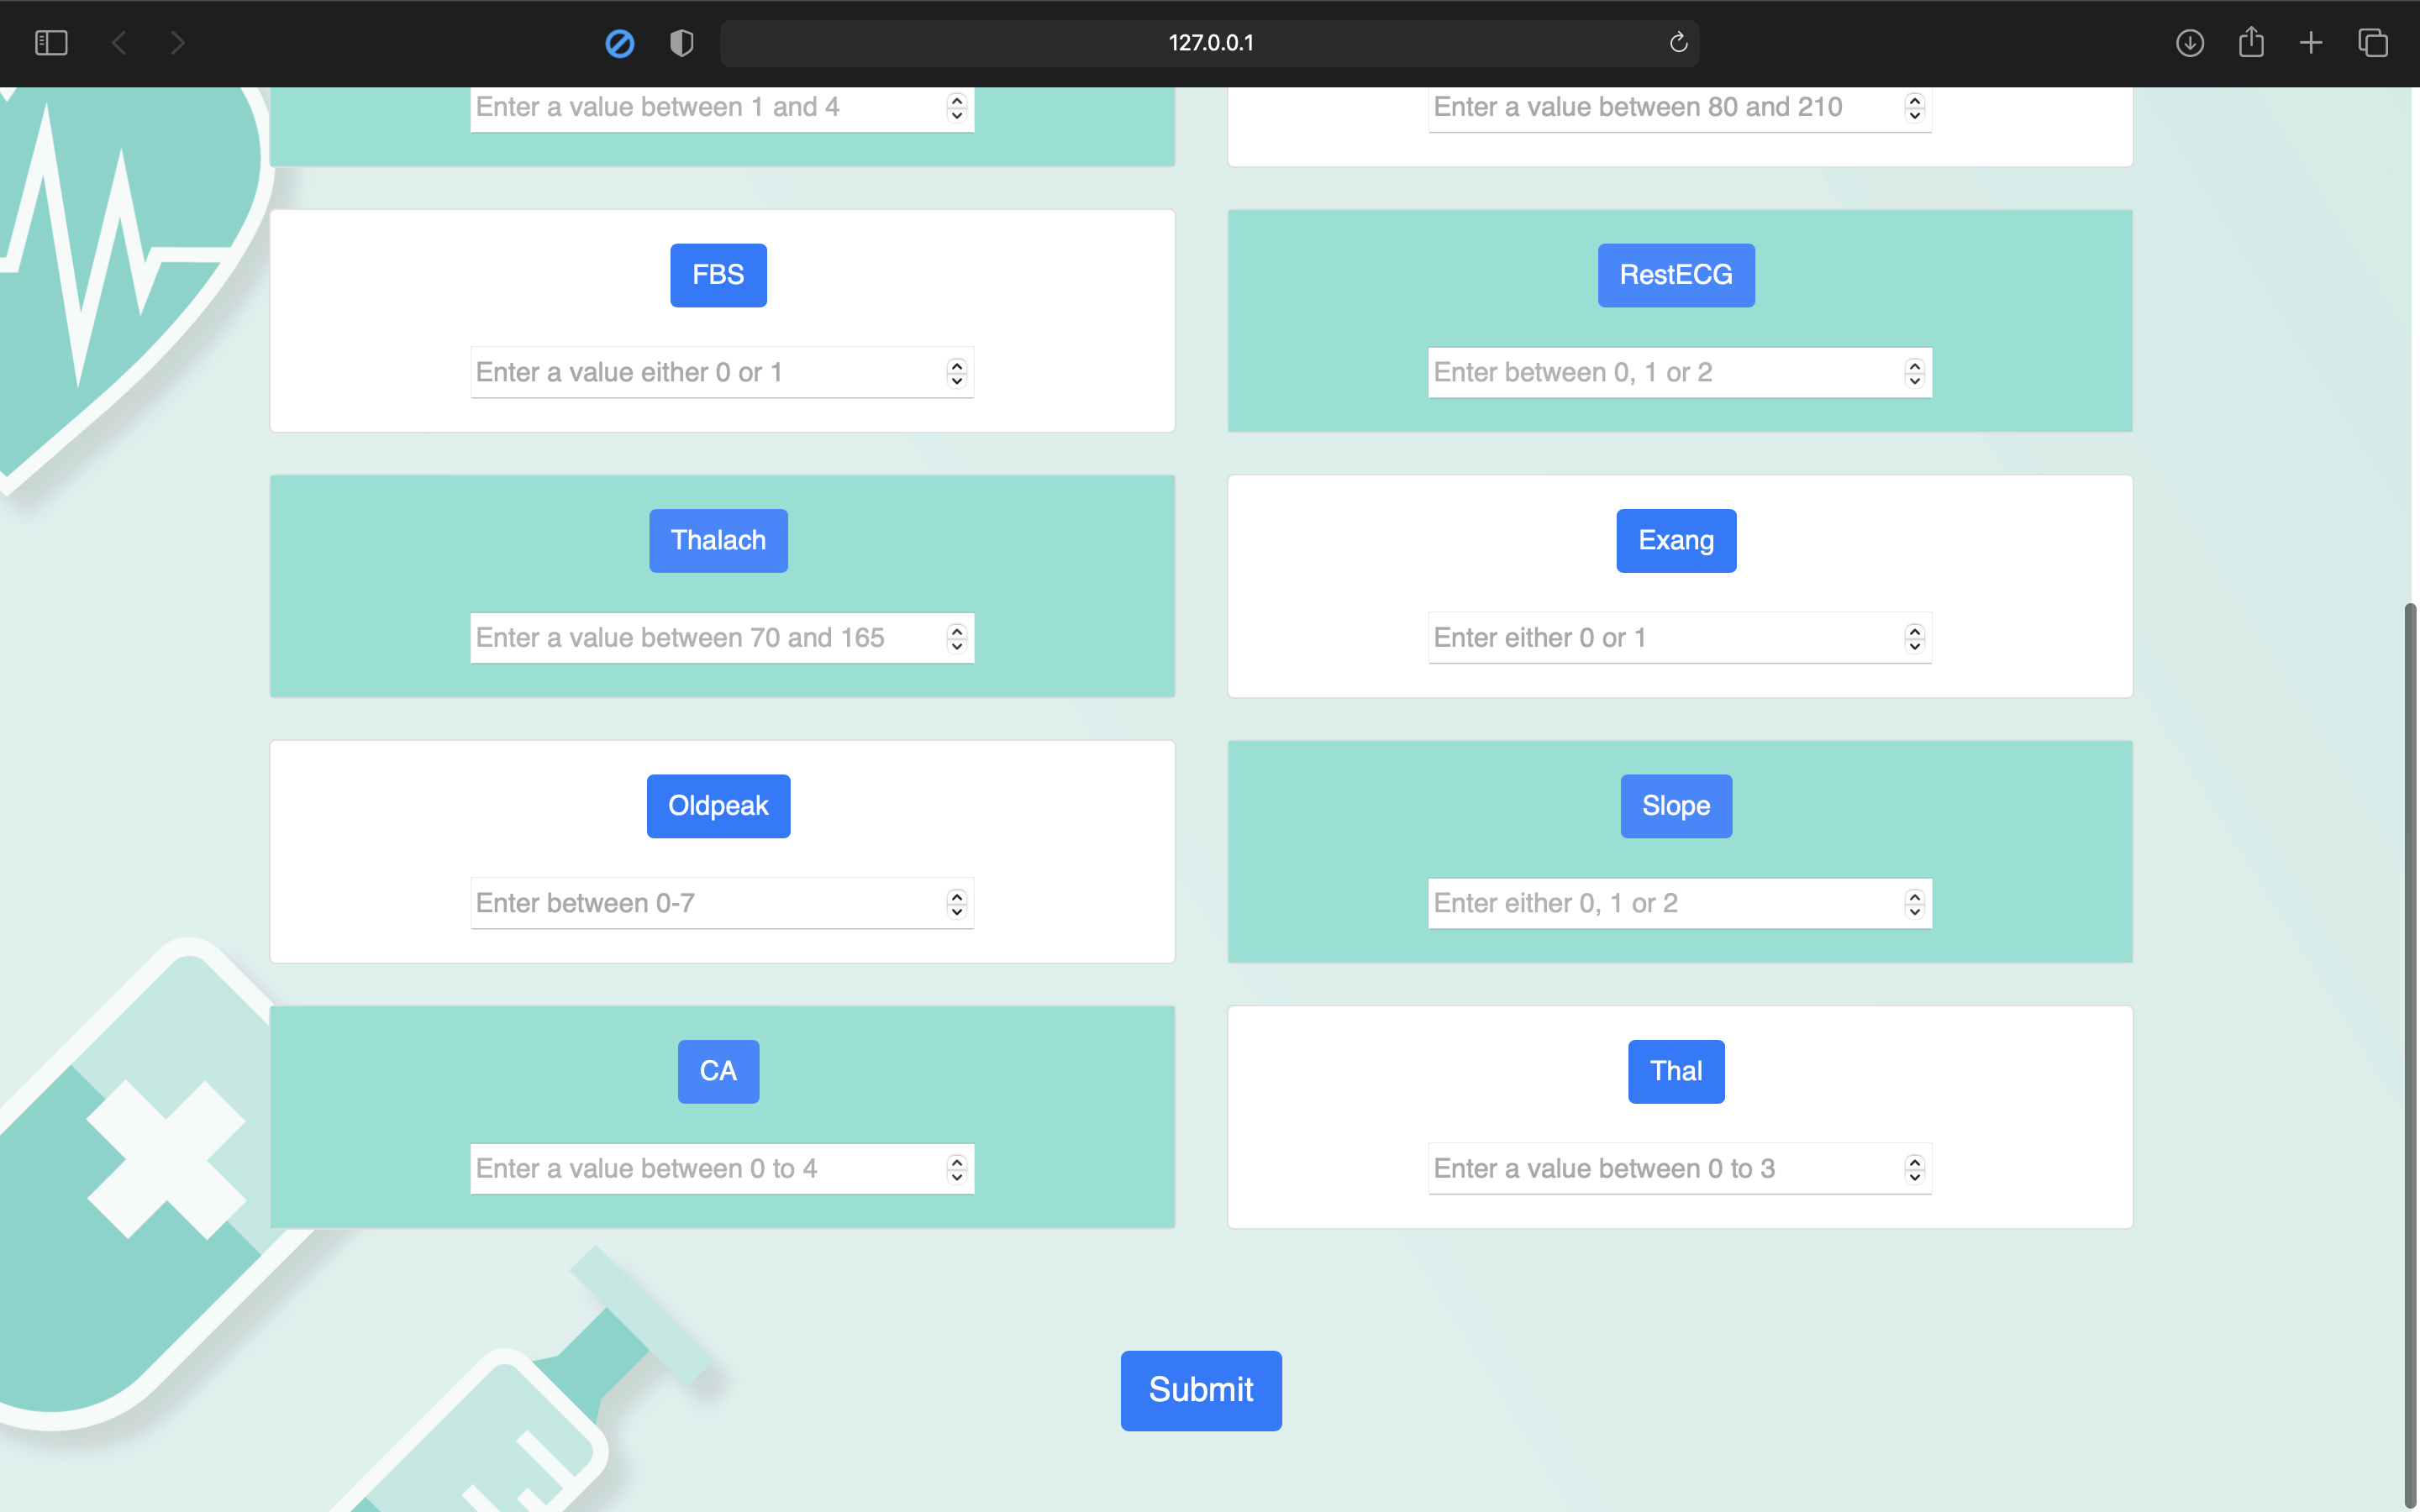 127.0.0.1
Enter a value between 1 and 4
Enter a value between 80 and 210
FBS
RestECG
Enter a value either 0 or 1
Enter between 0, 1 or 2
Thalach
Exang
Enter a value between 70 and 165
Enter either 0 or 1
Oldpeak
Slope
Enter between 0-7
Enter either 0, 1 or 2
CA
Thal
Enter a value between 0 to 4
Enter a value between 0 to 3
Submit